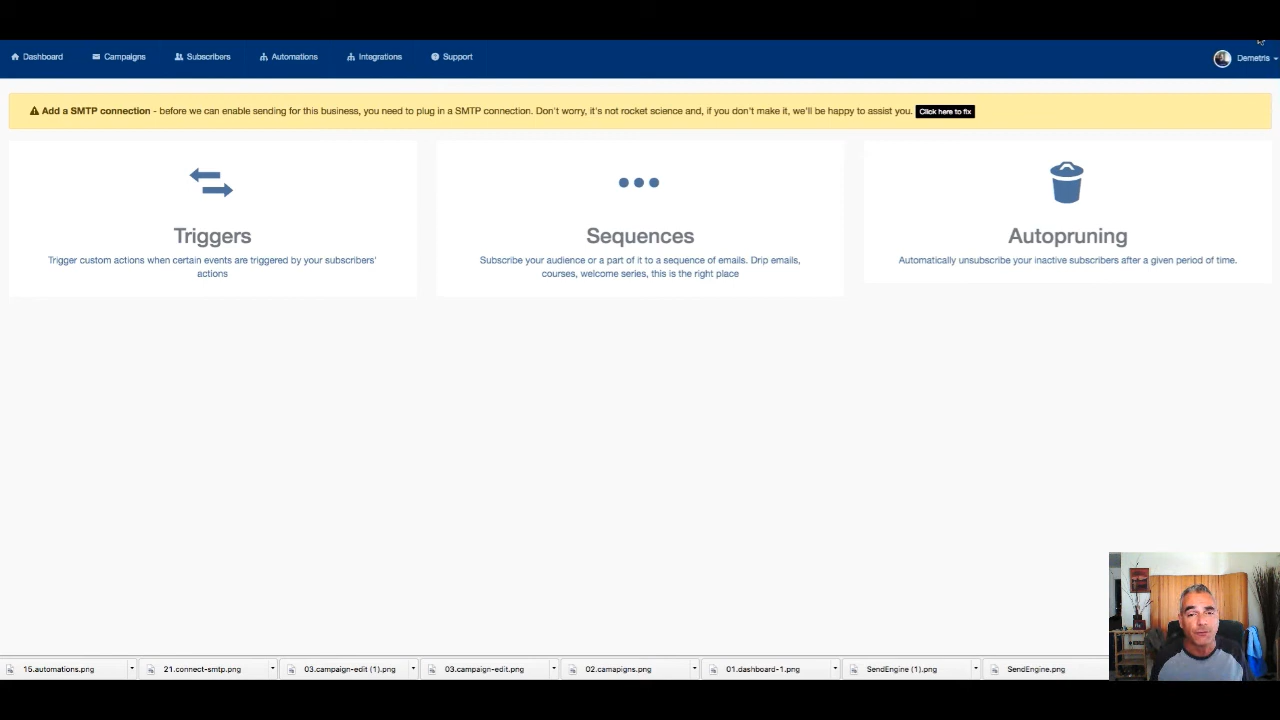 Dashboard Campaigns Subscribers Automations Integrations Support Demetris
Add a SMTP connection - before we can enable sending for this business, you need to plug in a SMTP connection. Don't worry, it's not rocket science and, if you don't make it, we'll be happy to assist you. Click here to fix
Triggers
Trigger custom actions when certain events are triggered by your subscribers'
actions
Sequences
Subscribe your audience or a part of it to a sequence of emails. Drip emails,
courses, welcome series, this is the right place
Autopruning
Automatically unsubscribe your inactive subscribers after a given period of time.
15.automations.png 21.connect-smtp.png 03.campaign-edit (1).png 03.campaign-edit.png 02.camapigns.png 01.dashboard-1.png SendEngine (1).png SendEngine.png